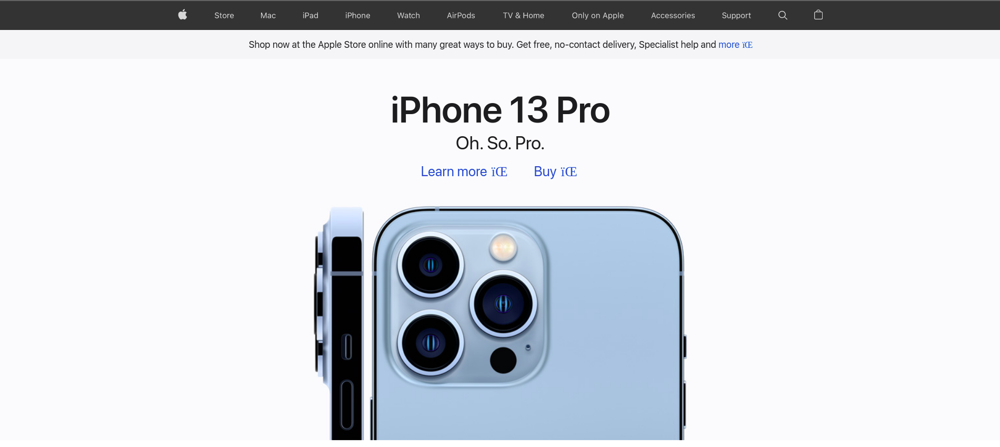 Store Mac iPad iPhone Watch AirPods TV & Home Only on Apple Accessories Support
Shop now at the Apple Store online with many great ways to buy. Get free, no-contact delivery, Specialist help and more ïŒ
iPhone 13 Pro
Oh. So. Pro.
Learn more ïŒ Buy ïŒ